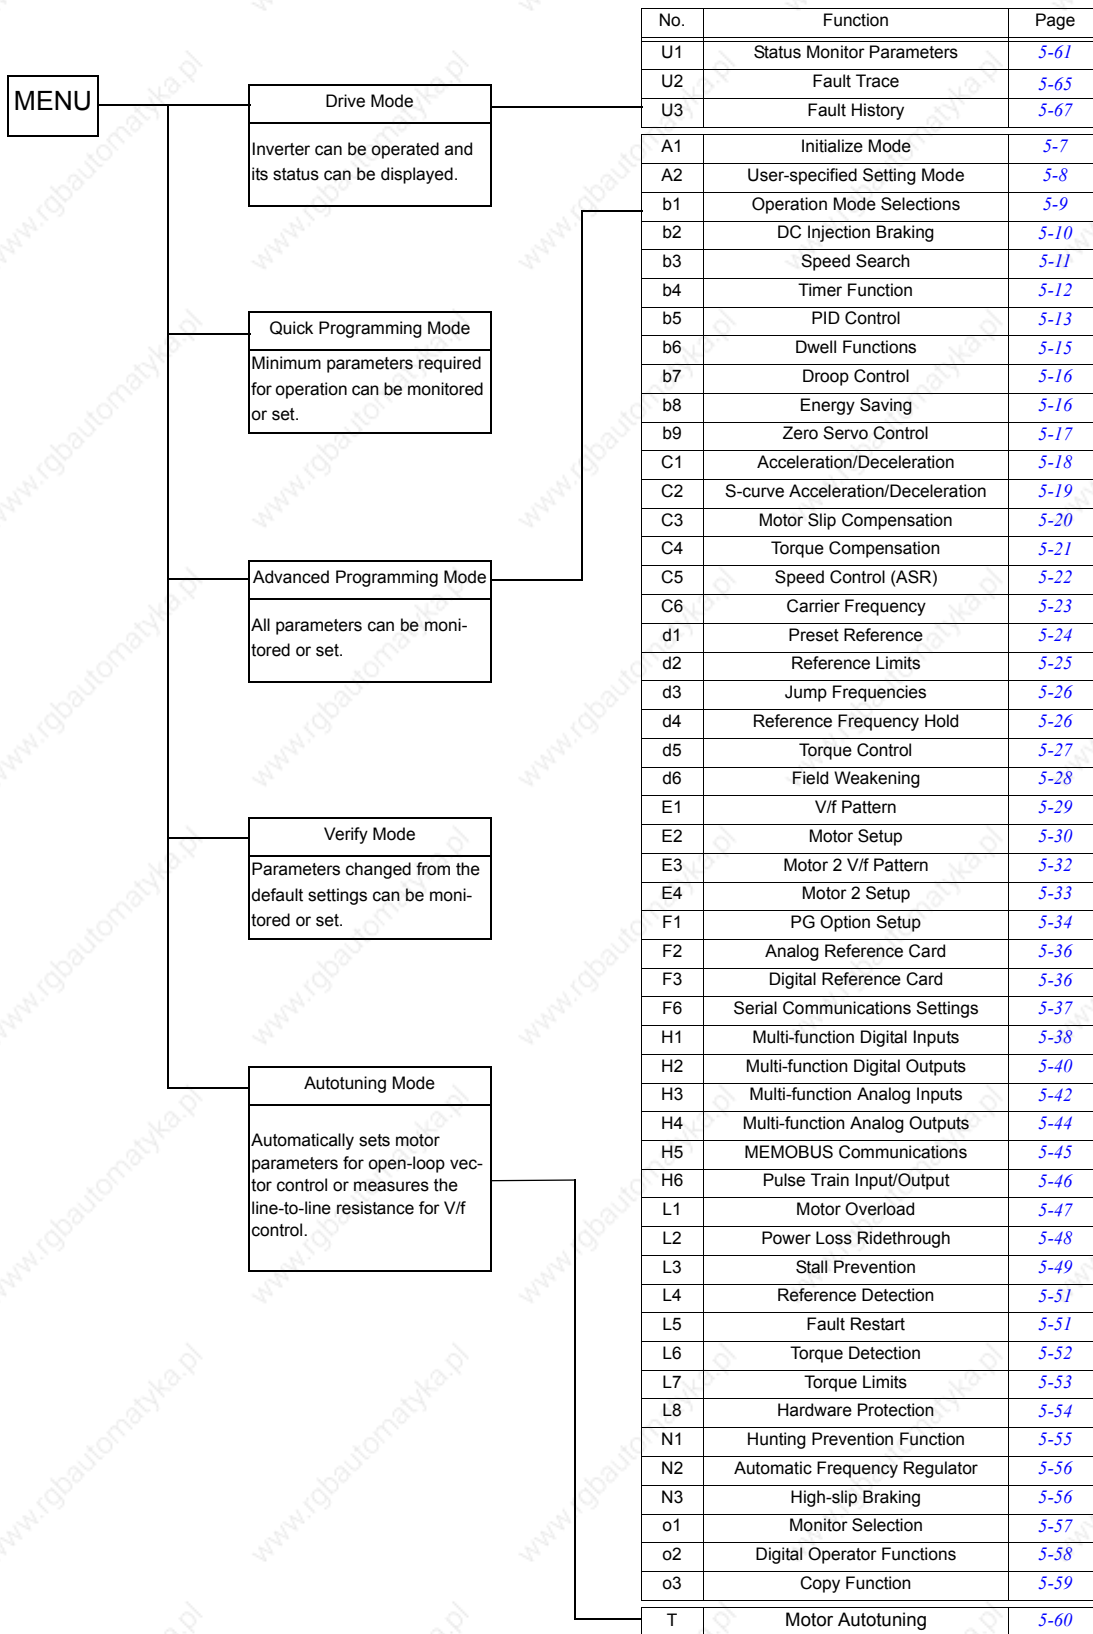 MENU
Drive Mode
Inverter can be operated and
its status can be displayed.
Quick Programming Mode
Minimum parameters required
for operation can be monitored
or set.
Advanced Programming Mode
All parameters can be moni-
tored or set.
Verify Mode
Parameters changed from the
default settings can be moni-
tored or set.
Autotuning Mode
Automatically sets motor
parameters for open-loop vec-
tor control or measures the
line-to-line resistance for V/f
control.
No. Function Page
U1 Status Monitor Parameters 5-61
U2 Fault Trace 5-65
U3 Fault History 5-67
A1 Initialize Mode 5-7
A2 User-specified Setting Mode 5-8
b1 Operation Mode Selections 5-9
b2 DC Injection Braking 5-10
b3 Speed Search 5-11
b4 Timer Function 5-12
b5 PID Control 5-13
b6 Dwell Functions 5-15
b7 Droop Control 5-16
b8 Energy Saving 5-16
b9 Zero Servo Control 5-17
C1 Acceleration/Deceleration 5-18
C2 S-curve Acceleration/Deceleration 5-19
C3 Motor Slip Compensation 5-20
C4 Torque Compensation 5-21
C5 Speed Control (ASR) 5-22
C6 Carrier Frequency 5-23
d1 Preset Reference 5-24
d2 Reference Limits 5-25
d3 Jump Frequencies 5-26
d4 Reference Frequency Hold 5-26
d5 Torque Control 5-27
d6 Field Weakening 5-28
E1 V/f Pattern 5-29
E2 Motor Setup 5-30
E3 Motor 2 V/f Pattern 5-32
E4 Motor 2 Setup 5-33
F1 PG Option Setup 5-34
F2 Analog Reference Card 5-36
F3 Digital Reference Card 5-36
F6 Serial Communications Settings 5-37
H1 Multi-function Digital Inputs 5-38
H2 Multi-function Digital Outputs 5-40
H3 Multi-function Analog Inputs 5-42
H4 Multi-function Analog Outputs 5-44
H5 MEMOBUS Communications 5-45
H6 Pulse Train Input/Output 5-46
L1 Motor Overload 5-47
L2 Power Loss Ridethrough 5-48
L3 Stall Prevention 5-49
L4 Reference Detection 5-51
L5 Fault Restart 5-51
L6 Torque Detection 5-52
L7 Torque Limits 5-53
L8 Hardware Protection 5-54
N1 Hunting Prevention Function 5-55
N2 Automatic Frequency Regulator 5-56
N3 High-slip Braking 5-56
o1 Monitor Selection 5-57
o2 Digital Operator Functions 5-58
o3 Copy Function 5-59
T Motor Autotuning 5-60
www.rgbautomatyka.pl